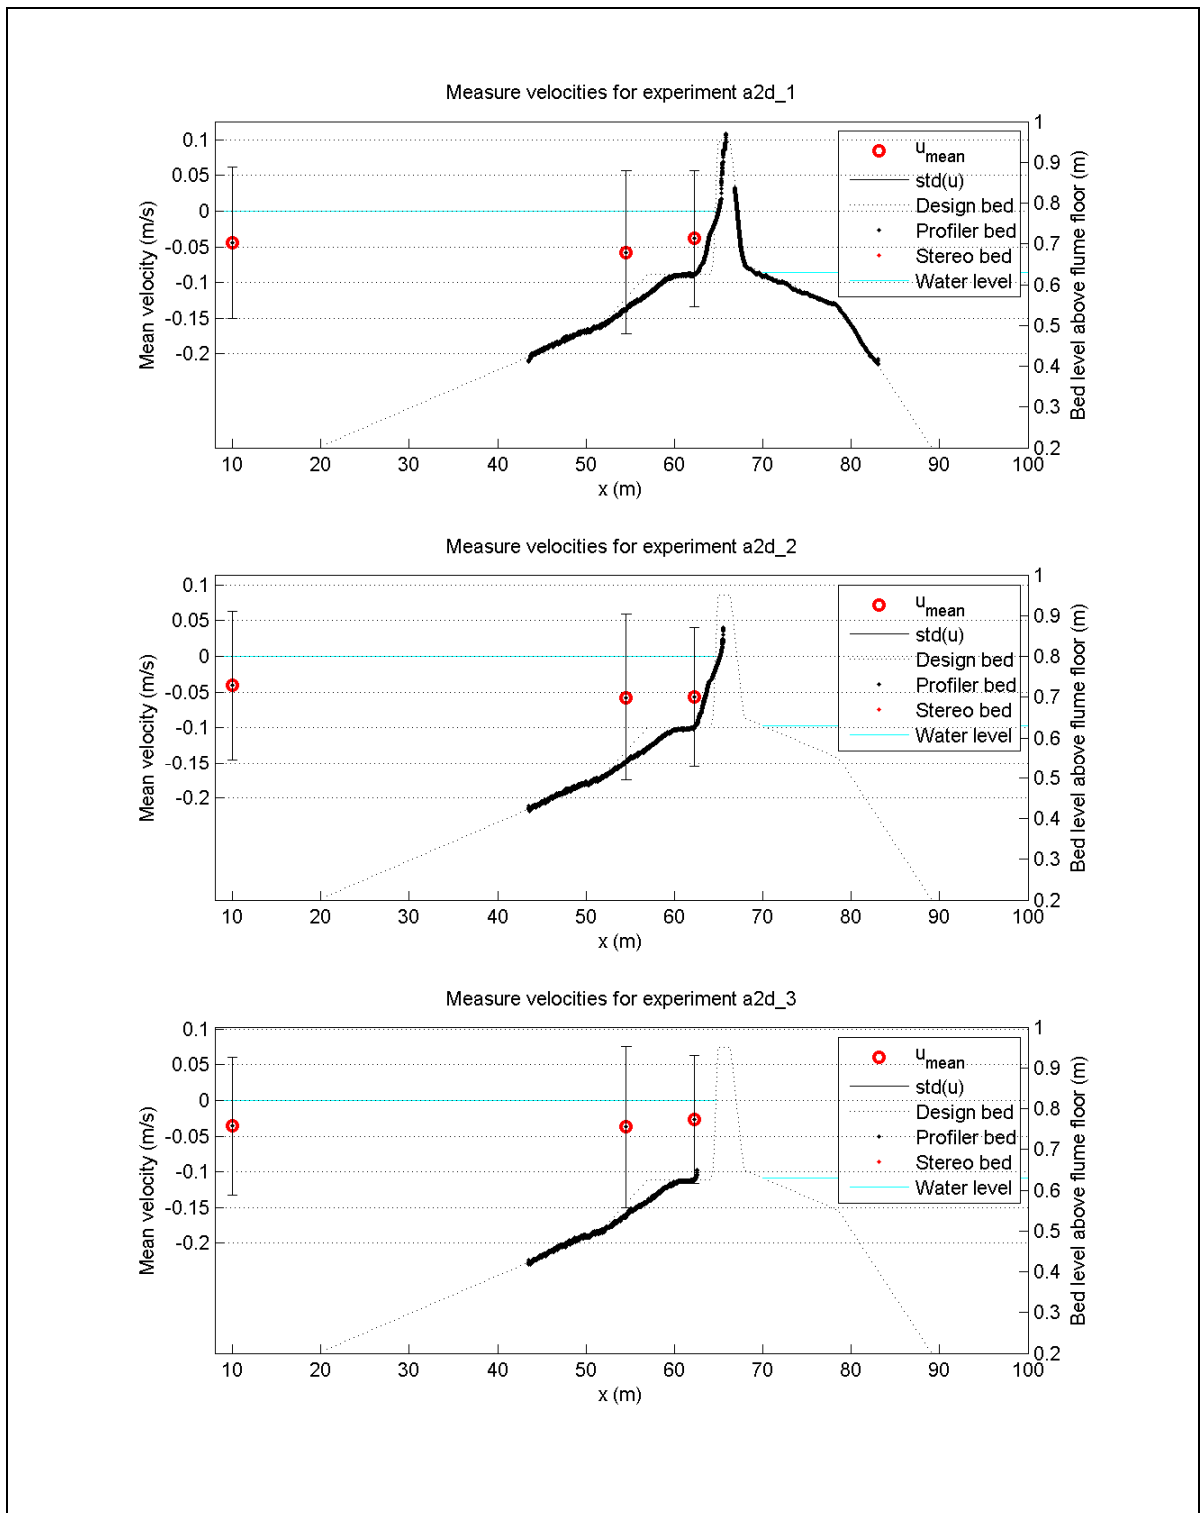 Measure velocities for experiment a2d_1
Mean velocity (m/s)
0.1
0.05
0
-0.05
-0.1
-0.15
-0.2
1
0.9
0.8
0.7
0.6
0.5
0.4
0.3
0.2
Bed level above flume floor (m)
u_mean
std(u)
Design bed
Profiler bed
Stereo bed
Water level
10 20 30 40 50 60 70 80 90 100
x (m)
Measure velocities for experiment a2d_2
Mean velocity (m/s)
0.1
0.05
0
-0.05
-0.1
-0.15
-0.2
1
0.9
0.8
0.7
0.6
0.5
0.4
0.3
0.2
Bed level above flume floor (m)
u_mean
std(u)
Design bed
Profiler bed
Stereo bed
Water level
10 20 30 40 50 60 70 80 90 100
x (m)
Measure velocities for experiment a2d_3
Mean velocity (m/s)
0.1
0.05
0
-0.05
-0.1
-0.15
-0.2
1
0.9
0.8
0.7
0.6
0.5
0.4
0.3
0.2
Bed level above flume floor (m)
u_mean
std(u)
Design bed
Profiler bed
Stereo bed
Water level
10 20 30 40 50 60 70 80 90 100
x (m)